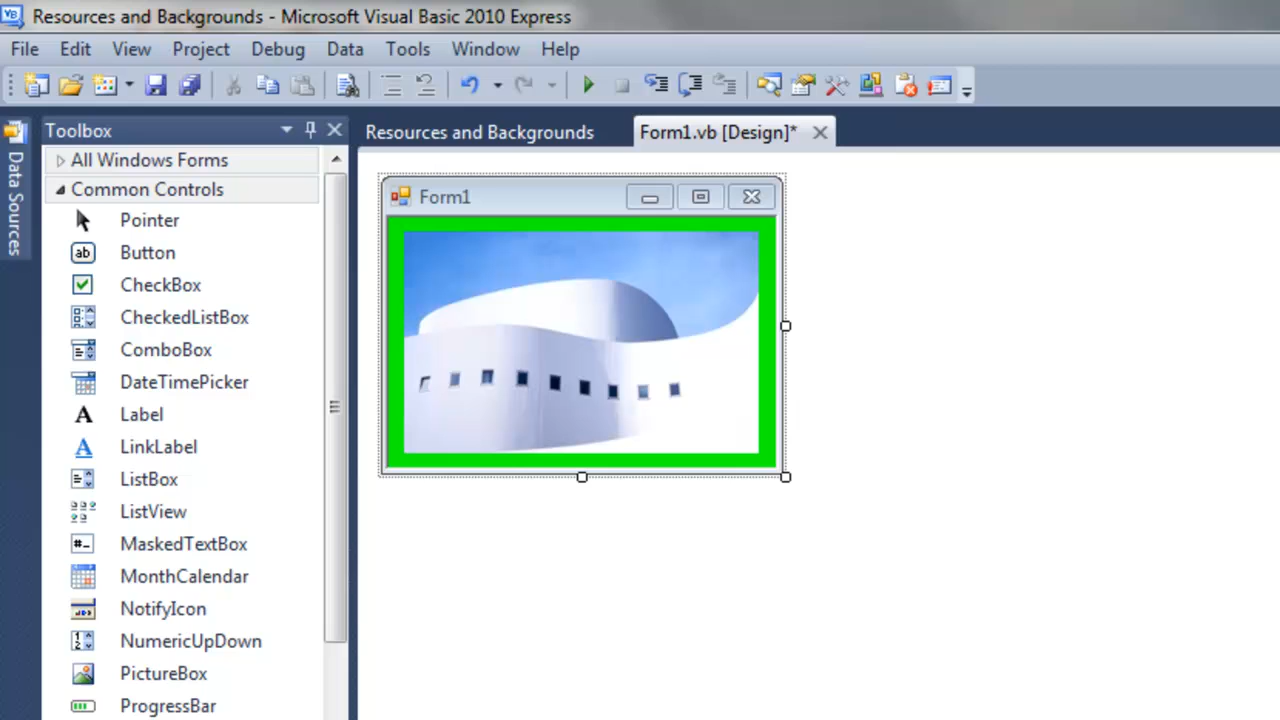 Resources and Backgrounds - Microsoft Visual Basic 2010 Express
File Edit View Project Debug Data Tools Window Help
Toolbox
Resources and Backgrounds
Form1.vb [Design]*
Data Sources
All Windows Forms
Common Controls
Pointer
Button
CheckBox
CheckedListBox
ComboBox
DateTimePicker
Label
LinkLabel
ListBox
ListView
MaskedTextBox
MonthCalendar
NotifyIcon
NumericUpDown
PictureBox
ProgressBar
Form1